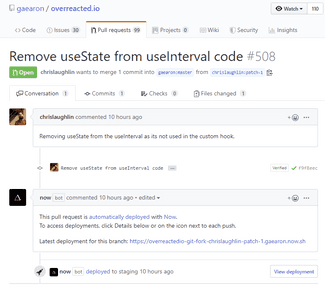 gaearon / overreacted.io
Watch 110
Code Issues 30 Pull requests 99 Projects 0 Wiki Security Insights
Remove useState from useInterval code #508
Open chrislaughlin wants to merge 1 commit into gaearon:master from chrislaughlin:patch-1
Conversation 1 Commits 1 Checks 0 Files changed 1
chrislaughlin commented 10 hours ago
Removing useState from the useInterval as its not used in the custom hook.
Remove useState from useInterval code ... Verified
now bot commented 10 hours ago • edited
This pull request is automatically deployed with Now.
To access deployments, click Details below or on the icon next to each push.
Latest deployment for this branch: https://overreactedio-git-fork-chrislaughlin-patch-1.gaearon.now.sh
now bot deployed to staging 10 hours ago View deployment